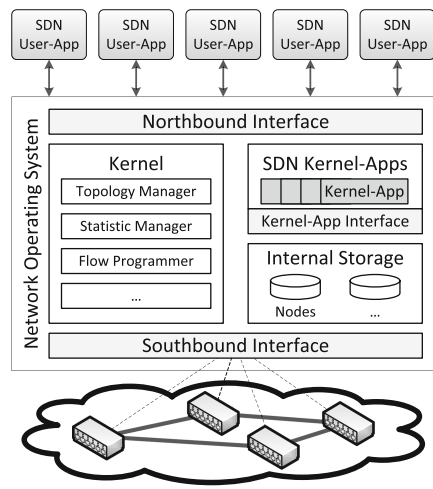 SDN
User-App
SDN
User-App
SDN
User-App
SDN
User-App
SDN
User-App
Network Operating System
Northbound Interface
Kernel
Topology Manager
Statistic Manager
Flow Programmer
...
SDN Kernel-Apps
Kernel-App
Kernel-App Interface
Internal Storage
Nodes
...
Southbound Interface